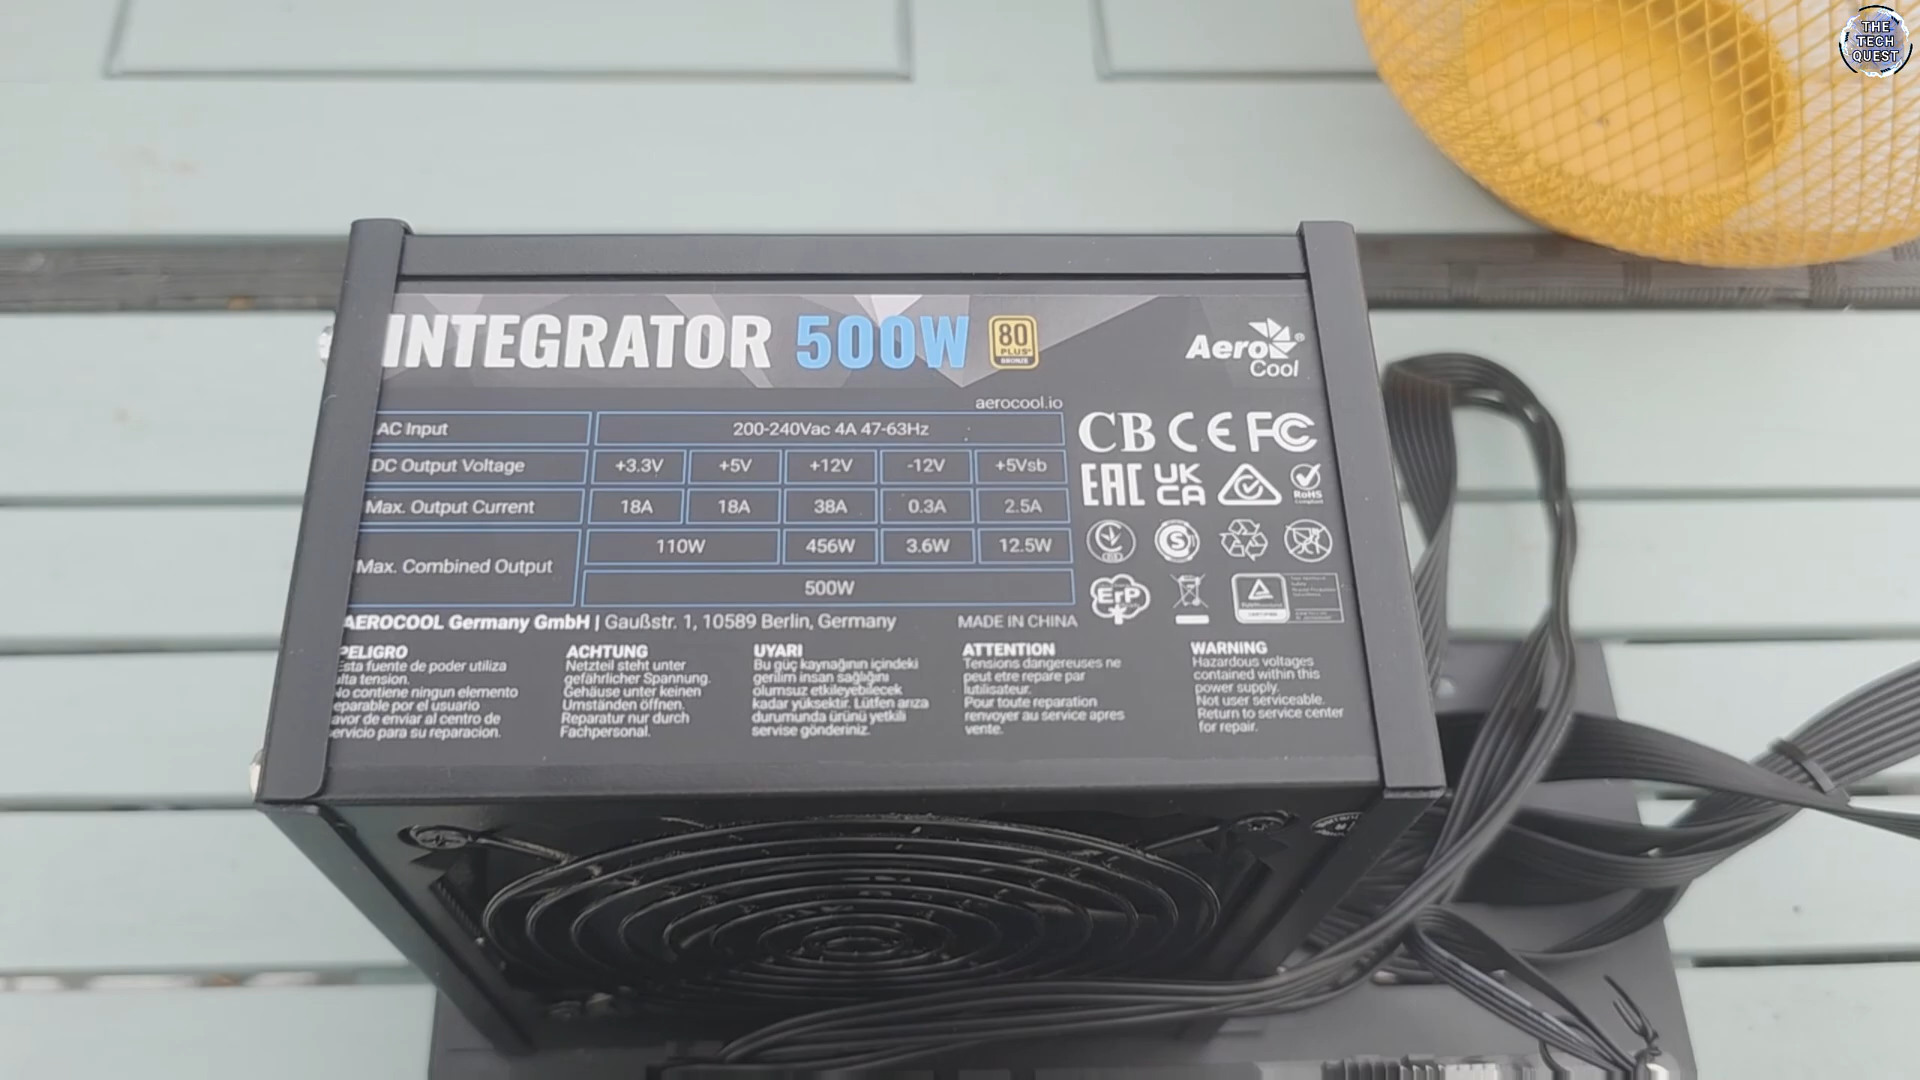 THE
TECH
QUEST
INTEGRATOR 500W
80
PLUS
BRONZE
Aero
Cool
aerocool.io
AC Input 200-240Vac 4A 47-63Hz
DC Output Voltage +3.3V +5V +12V -12V +5Vsb
Max. Output Current 18A 18A 38A 0.3A 2.5A
Max. Combined Output 110W 456W 3.6W 12.5W
500W
CB CE FC
EAC UK
CA
RoHS
ErP
AEROCOOL Germany GmbH | Gaußstr. 1, 10589 Berlin, Germany MADE IN CHINA
PELIGRO
Esta fuente de poder utiliza
alta tension.
No contiene ningun elemento
reparable por el usuario
favor de enviar al centro de
servicio para su reparacion.
ACHTUNG
Netzteil steht unter
gefährlicher Spannung.
Gehäuse unter keinen
Umständen öffnen.
Reparatur nur durch
Fachpersonal.
UYARI
Bu güç kaynağının içindeki
gerilim insan sağlığını
olumsuz etkileyebilecek
kadar yüksektir. Lütfen arıza
durumunda ürünü yetkili
servise gönderiniz.
ATTENTION
Tensions dangereuses ne
peut etre repare par
lutilisateur.
Pour toute reparation
renvoyer au service apres
vente.
WARNING
Hazardous voltages
contained within this
power supply.
Not user serviceable.
Return to service center
for repair.